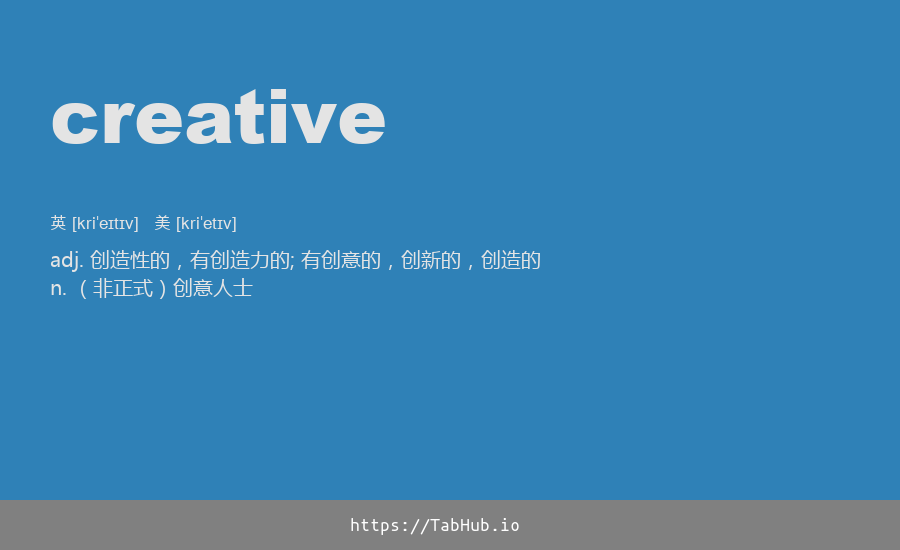 creative
英 [kri'eɪtɪv] 美 [kri'etɪv]
adj. 创造性的，有创造力的; 有创意的，创新的，创造的
n. （非正式）创意人士
https://TabHub.io